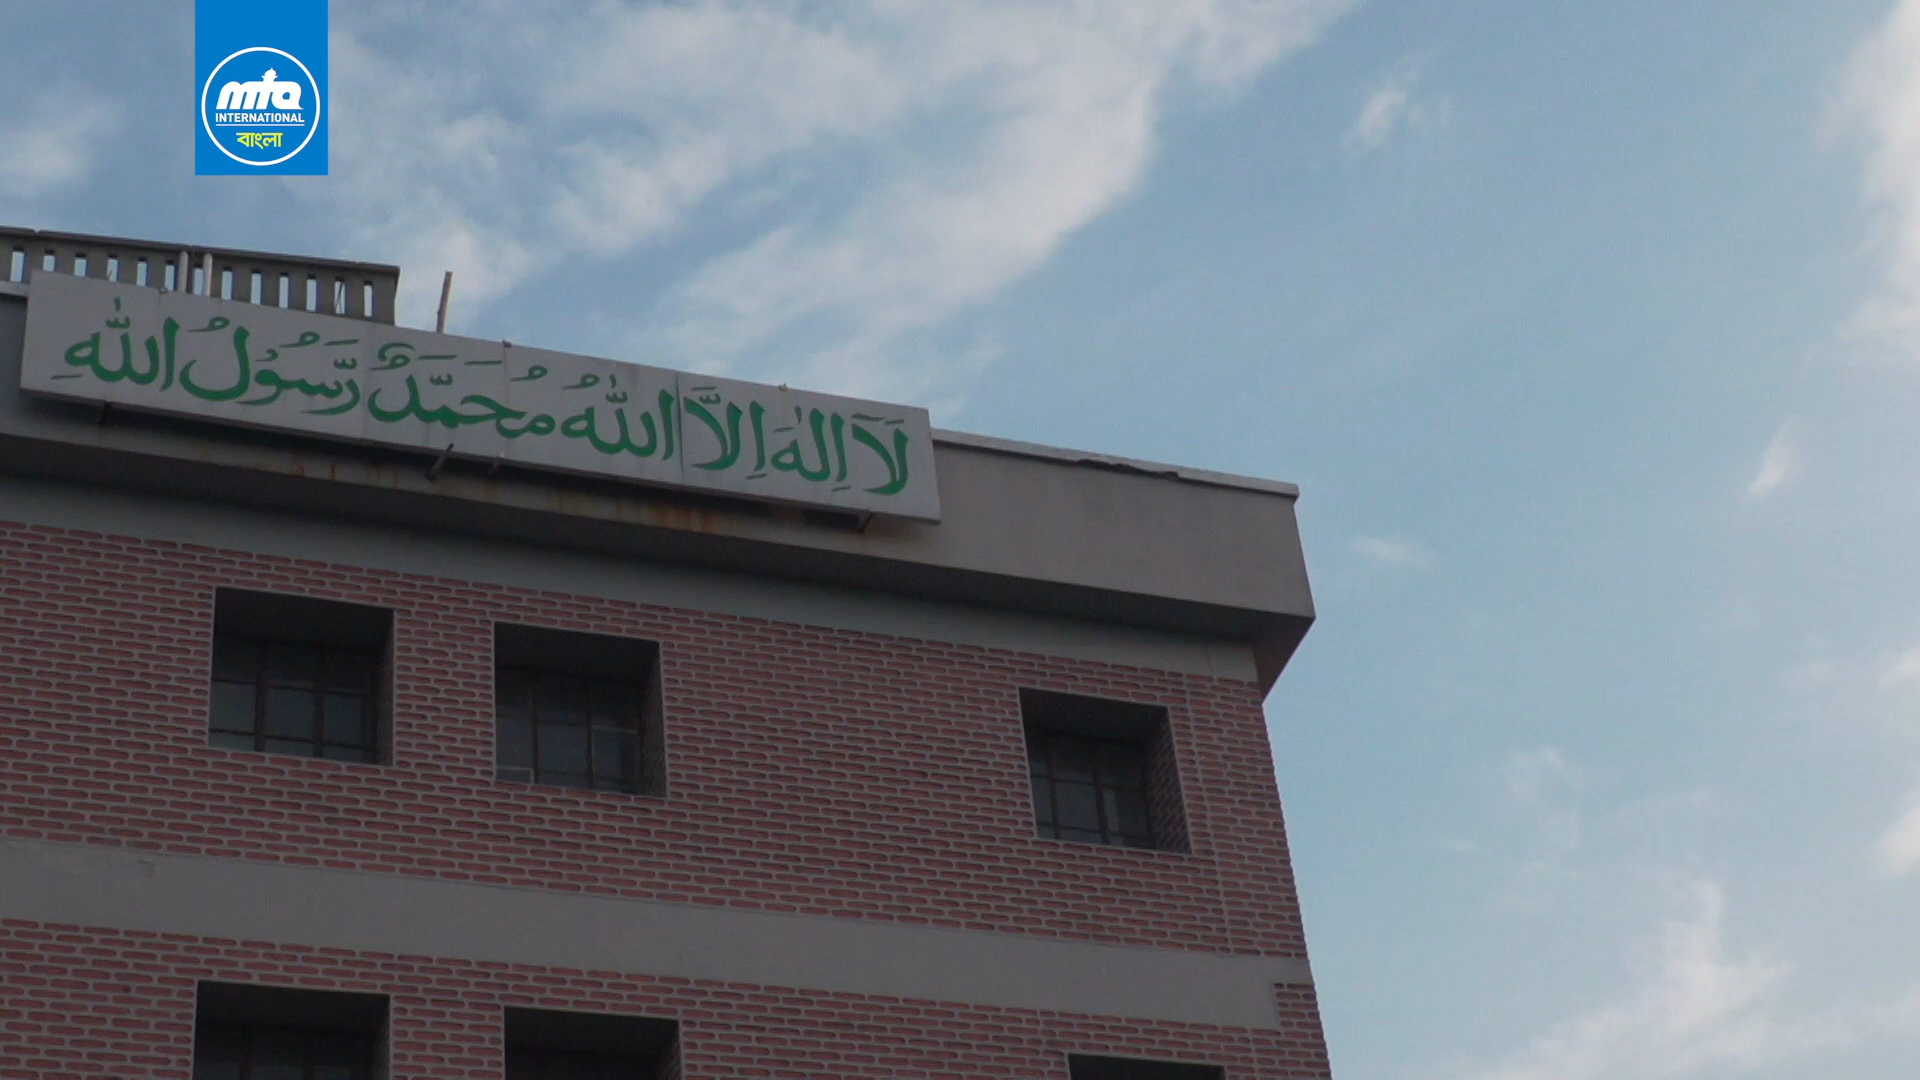 mta
INTERNATIONAL
বাংলা
لَآ اِلٰهَ اِلَّا اللّٰهُ مُحَمَّدٌ رَّسُوْلُ اللّٰهِ